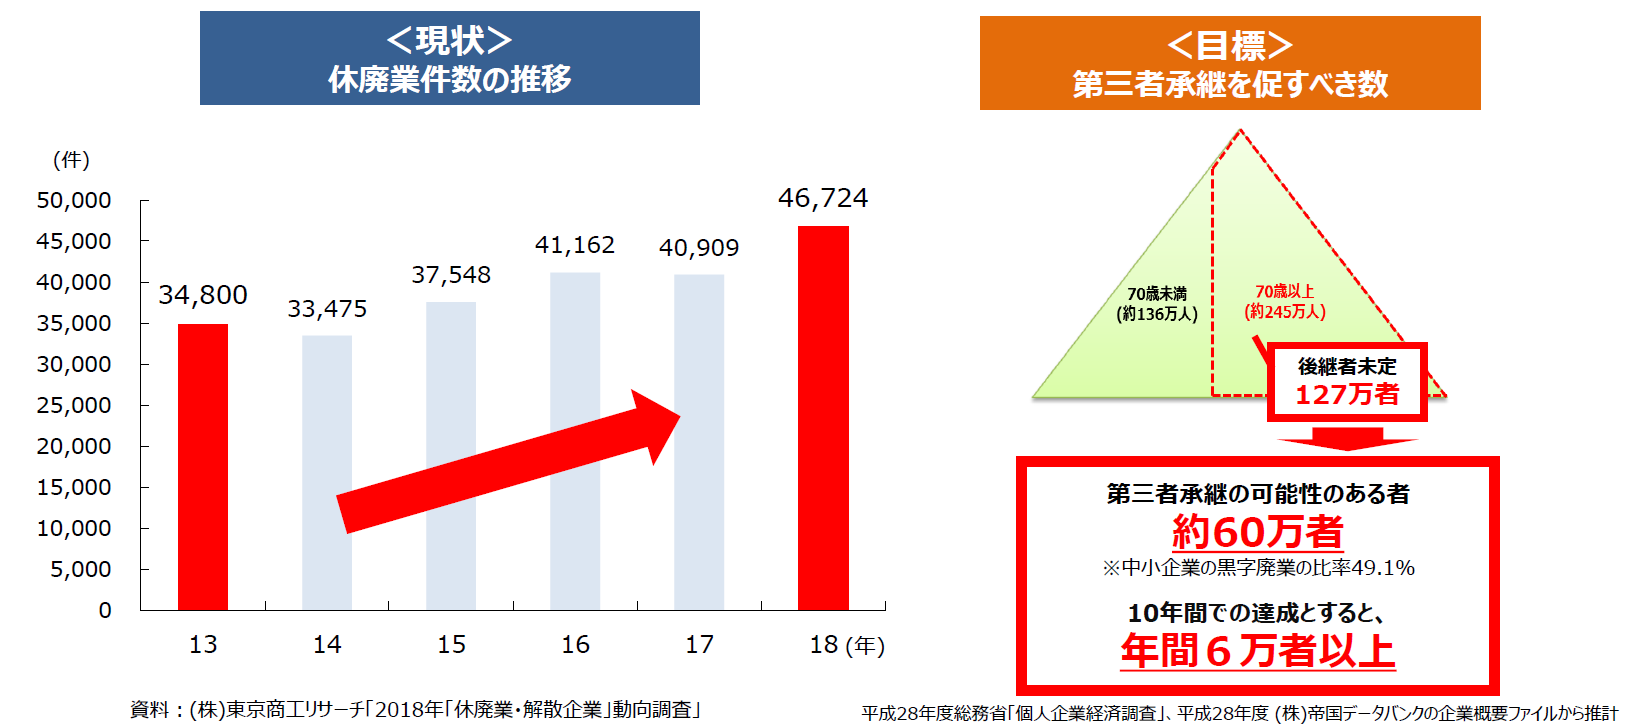 ＜現状＞
休廃業件数の推移
(件)
50,000
45,000
40,000
35,000
30,000
25,000
20,000
15,000
10,000
5,000
0
34,800
33,475
37,548
41,162
40,909
46,724
13
14
15
16
17
18 (年)
資料：(株)東京商工リサーチ「2018年「休廃業・解散企業」動向調査」
＜目標＞
第三者承継を促すべき数
70歳未満
(約136万人)
70歳以上
(約245万人)
後継者未定
127万者
第三者承継の可能性のある者
約60万者
※中小企業の黒字廃業の比率49.1%
10年間での達成とすると、
年間６万者以上
平成28年度総務省「個人企業経済調査」、平成28年度 (株)帝国データバンクの企業概要ファイルから推計